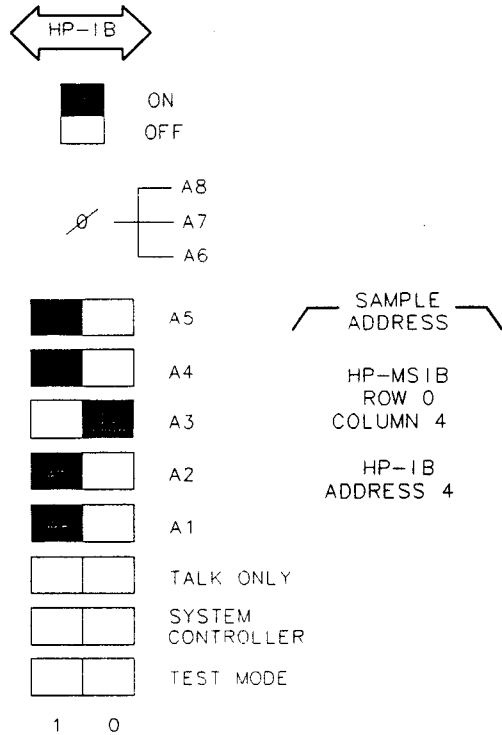 HP-IB
ON
OFF
0
A8
A7
A6
A5
A4
A3
A2
A1
TALK ONLY
SYSTEM
CONTROLLER
TEST MODE
1 0
SAMPLE
ADDRESS
HP-MSIB
ROW 0
COLUMN 4
HP-IB
ADDRESS 4